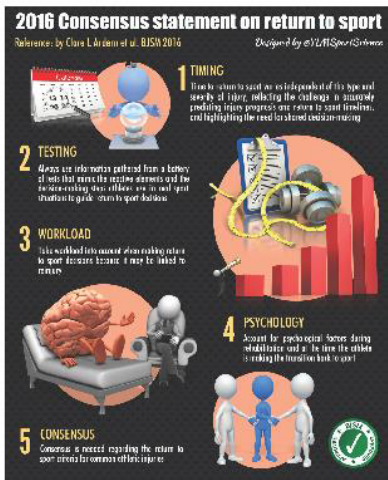 2016 Consensus statement on return to sport
Reference: by Clare L Ardern et al. BJSM 2016
Designed by @YLMSportScience
1 TIMING
Time to return to sport varies independent of the type and
severity of injury, reflecting the challenge in accurately
predicting injury prognosis and return to sport timelines,
and highlighting the need for shared decision-making
2 TESTING
Always use information gathered from a battery
of tests that mimic the reactive elements and the
decision-making steps athletes use in real sport
situations to guide return to sport decisions
3 WORKLOAD
Take workload into account when making return
to sport decisions because it may be linked to
reinjury
4 PSYCHOLOGY
Account for psychological factors during
rehabilitation and at the time the athlete
is making the transition back to sport
5 CONSENSUS
Consensus is needed regarding the return to
sport criteria for common athletic injuries